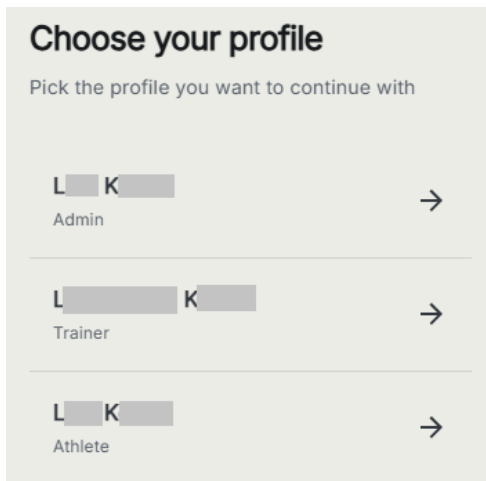 Choose your profile
Pick the profile you want to continue with
L K
Admin
L K
Trainer
L K
Athlete